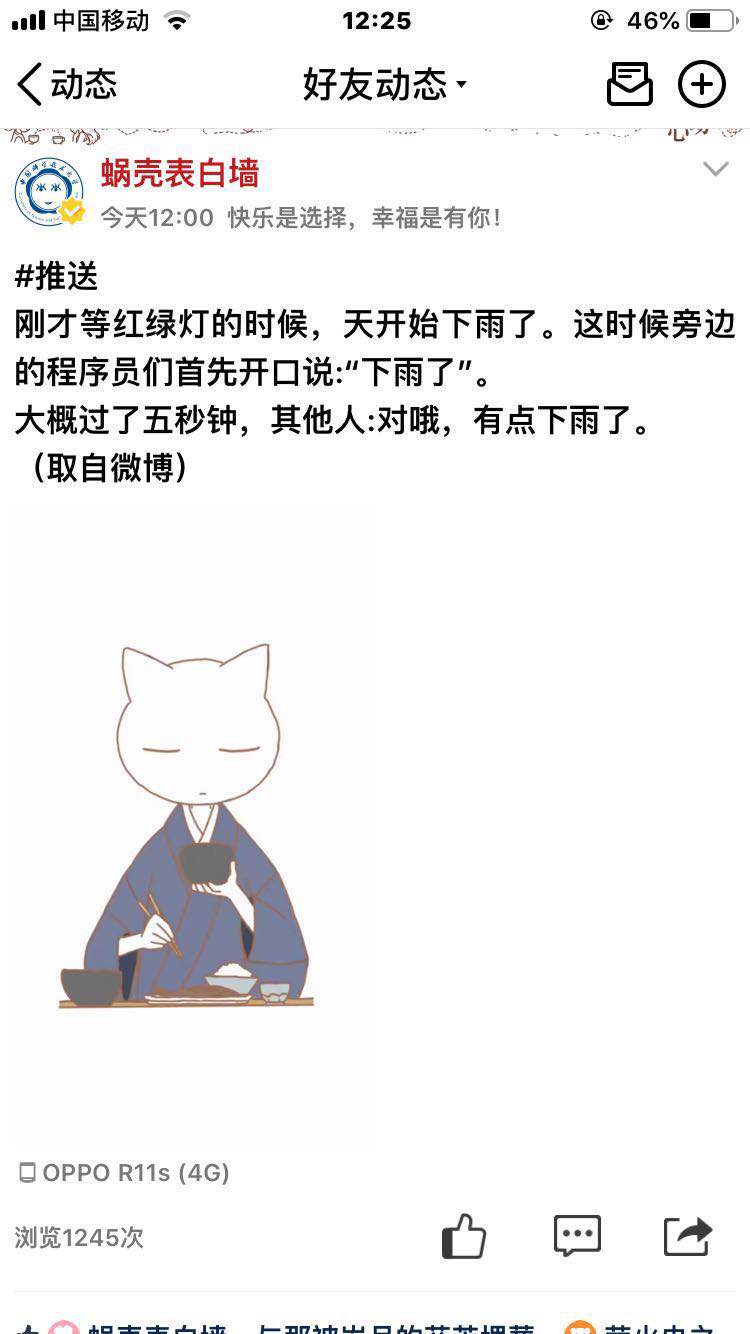 中国移动 12:25 46%
动态 好友动态
蜗壳表白墙
今天12:00 快乐是选择，幸福是有你！
#推送
刚才等红绿灯的时候，天开始下雨了。这时候旁边
的程序员们首先开口说:“下雨了”。
大概过了五秒钟，其他人:对哦，有点下雨了。
（取自微博）
OPPO R11s (4G)
浏览1245次
蜗壳表白墙